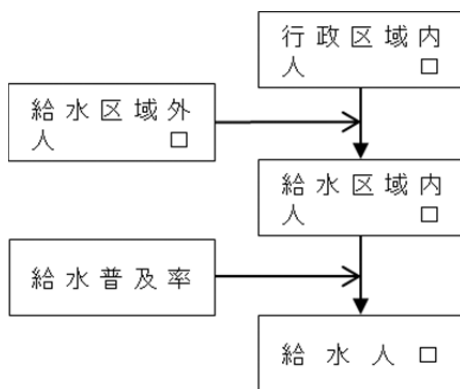 行政区域内
人口
給水区域外
人口
給水区域内
人口
給水普及率
給水人口